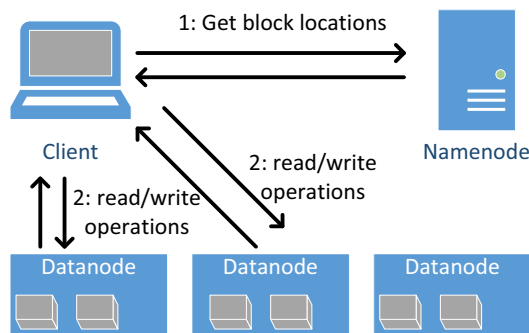 1: Get block locations
Client
Namenode
2: read/write
operations
2: read/write
operations
Datanode
Datanode
Datanode